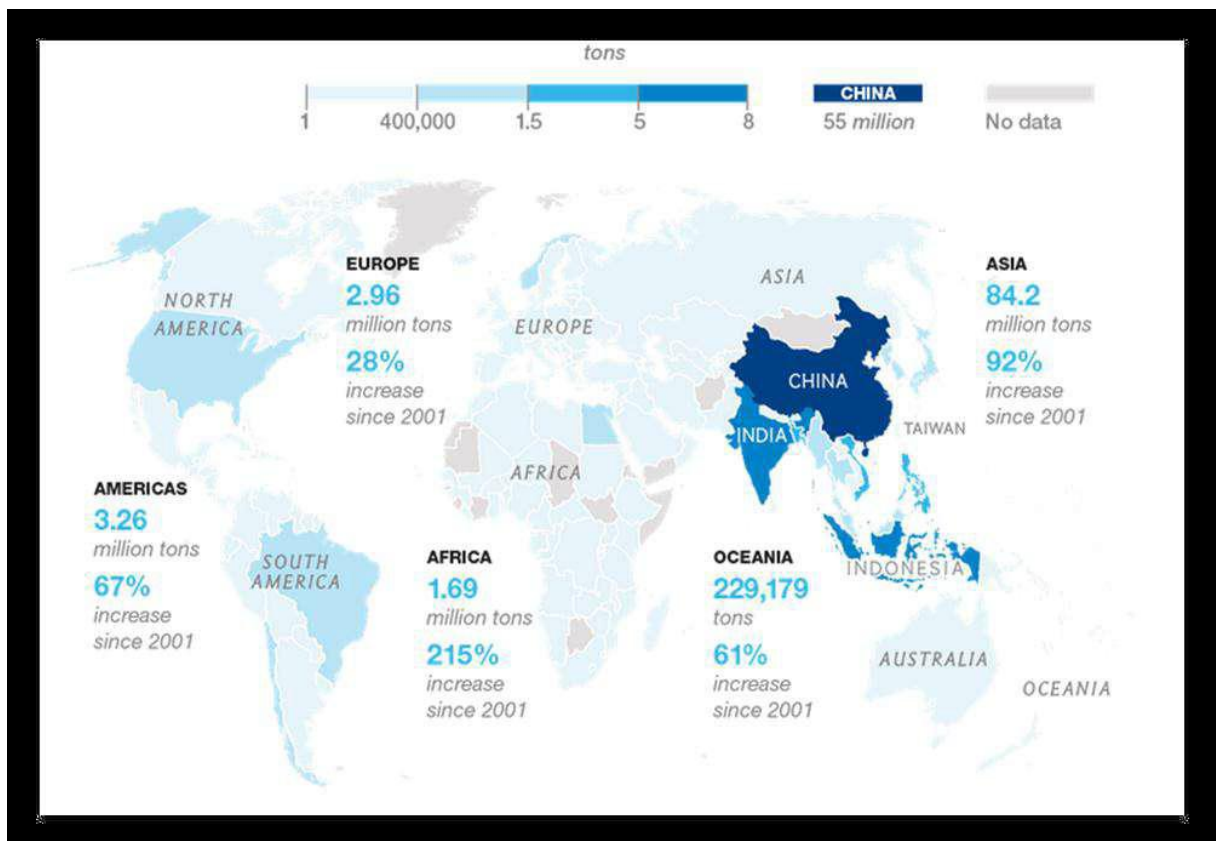 tons
1 400,000 1.5 5 8
CHINA
55 million
No data
EUROPE
2.96
million tons
28%
increase
since 2001
NORTH
AMERICA
EUROPE
ASIA
ASIA
84.2
million tons
92%
increase
since 2001
CHINA
INDIA
TAIWAN
AFRICA
AMERICAS
3.26
million tons
67%
increase
since 2001
SOUTH
AMERICA
AFRICA
1.69
million tons
215%
increase
since 2001
OCEANIA
229,179
tons
61%
increase
since 2001
INDONESIA
AUSTRALIA
OCEANIA